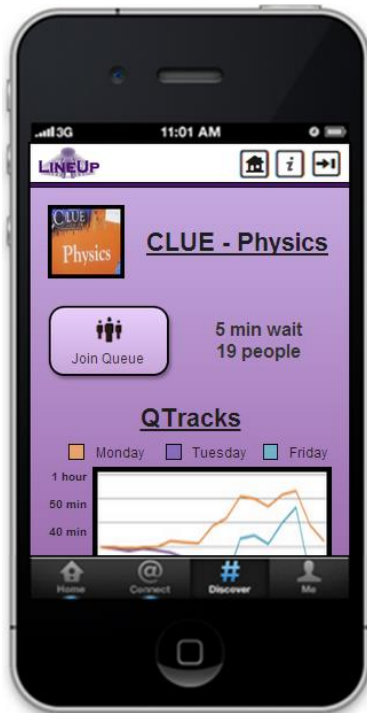 3G 11:01 AM
LINEUP
i
CLUE
Physics
CLUE - Physics
Join Queue
5 min wait
19 people
QTracks
Monday Tuesday Friday
1 hour
50 min
40 min
Home Connect Discover Me